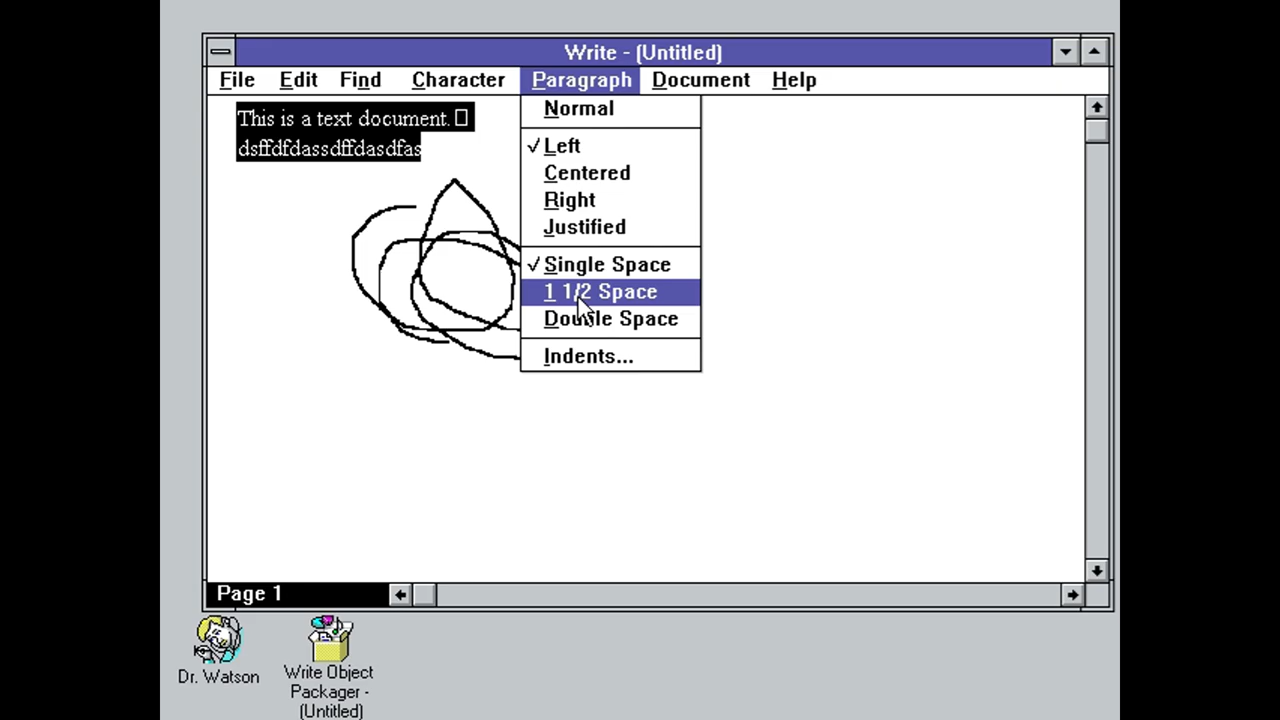 Write - (Untitled)
File Edit Find Character Paragraph Document Help
This is a text document.
dsffdfdassdffdasdfas
Normal
✓ Left
Centered
Right
Justified
✓ Single Space
1 1/2 Space
Double Space
Indents...
Page 1
Dr. Watson
Write Object
Packager -
(Untitled)